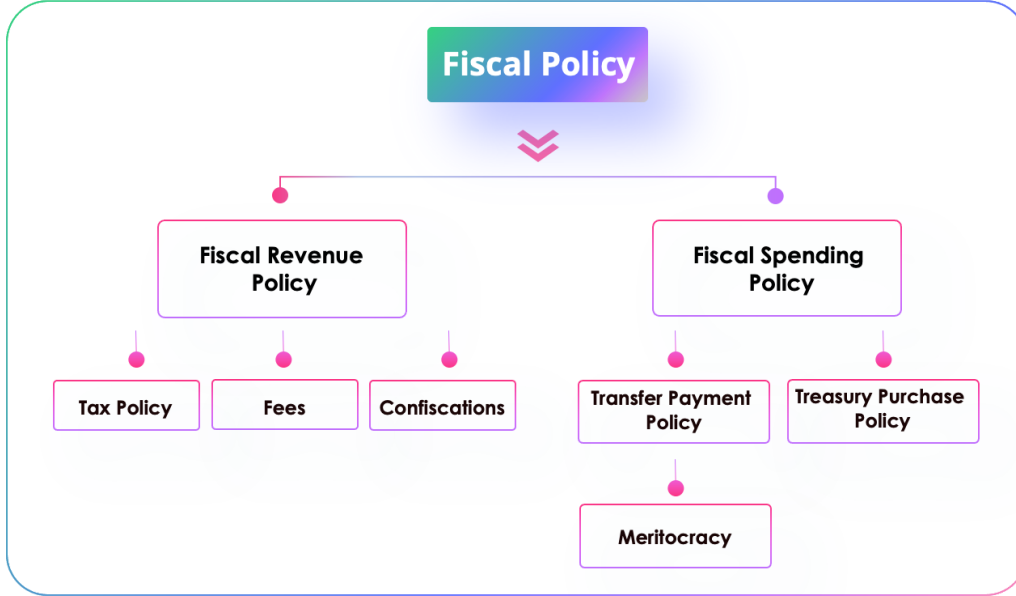 Fiscal Policy
Fiscal Revenue
Policy
Fiscal Spending
Policy
Tax Policy
Fees
Confiscations
Transfer Payment
Policy
Treasury Purchase
Policy
Meritocracy